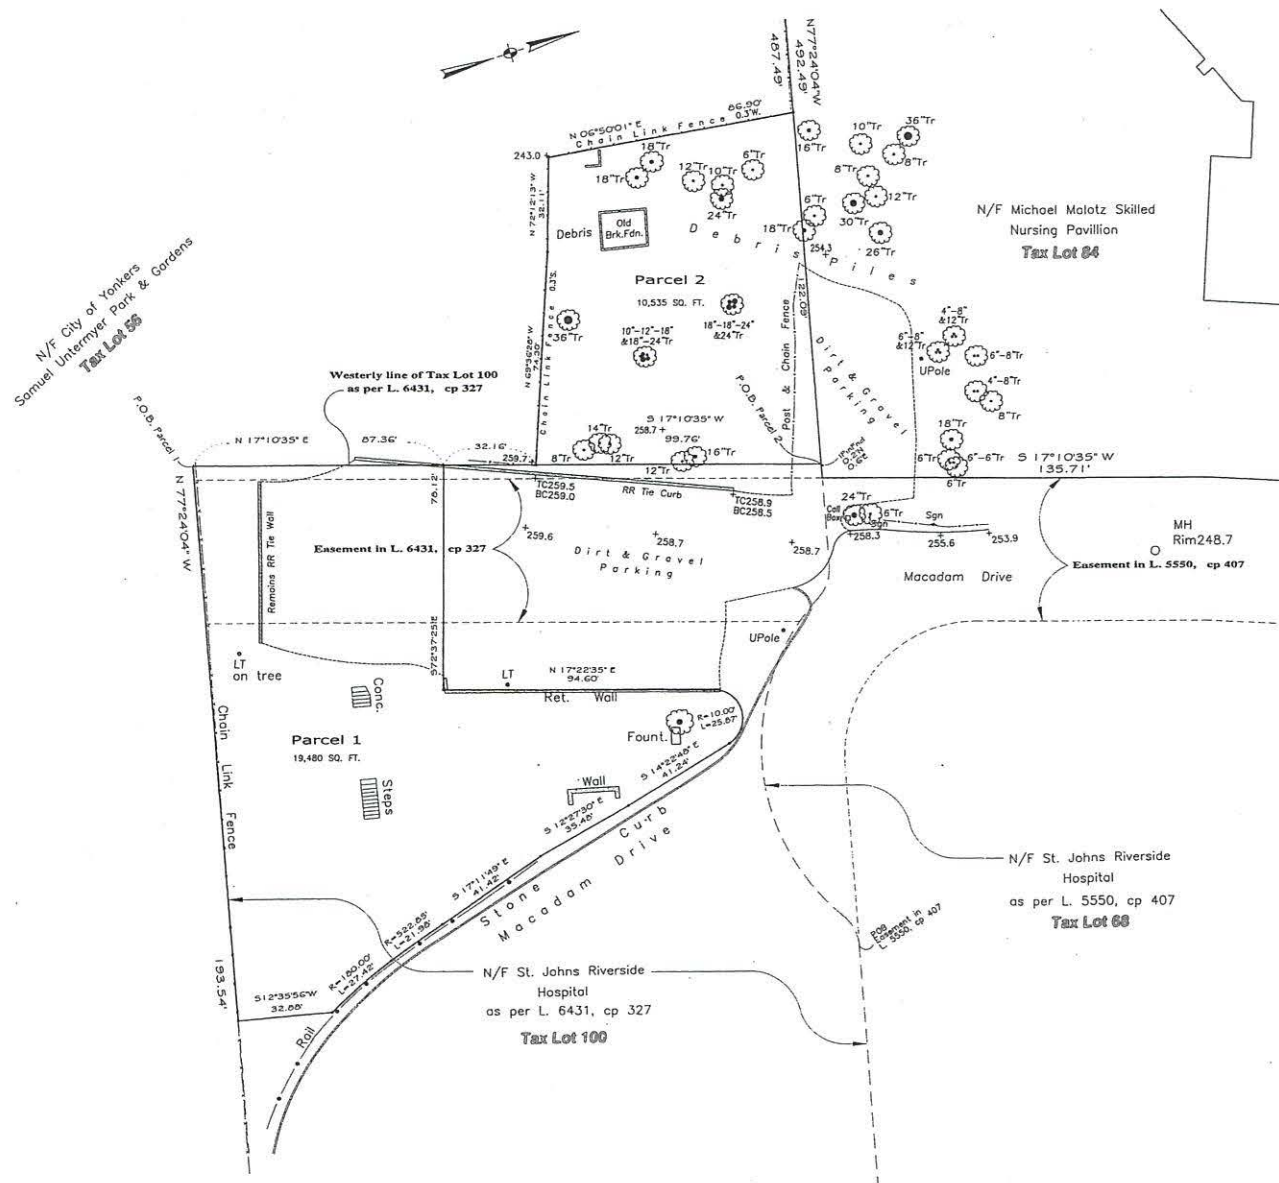 N77°24'04"W
492.49'
487.49'
86.90'
N 06°50'01" E
Chain Link Fence 0.3'W.
243.0
N 72°12'13" W
32.11'
18"Tr
18"Tr
12"Tr
10"Tr
6"Tr
24"Tr
16"Tr
10"Tr
36"Tr
8"Tr
8"Tr
12"Tr
30"Tr
6"Tr
18"Tr
26"Tr
254.3
Debris
Old
Brk.Fdn.
Debris Piles
N/F Michael Malotz Skilled
Nursing Pavillion
Tax Lot 84
N/F City of Yonkers
Samuel Untermyer Park & Gardens
Tax Lot 56
Parcel 2
10,535 SQ. FT.
36"Tr
10"-12"-18"
&18"-24"Tr
18"-18"-24"
&24"Tr
122.09'
Post & Chain Fence
Dirt & Gravel
Parking
4"-8"
&12"Tr
6"-8"
&12"Tr
6"-8"Tr
UPole
4"-8"Tr
8"Tr
18"Tr
6"Tr
6"-6"Tr
6"Tr
N 69°36'28" W
74.30'
Chain Link Fence 0.3'S.
Westerly line of Tax Lot 100
as per L. 6431, cp 327
P.O.B. Parcel 1
P.O.B. Parcel 2
N 17°10'35" E
87.36'
32.16'
259.7
8"Tr
14"Tr
12"Tr
S 17°10'35" W
258.7
99.76'
12"Tr
16"Tr
0.2'N
0.6'E
S 17°10'35" W
135.71'
N 77°24'04" W
78.12'
TC259.5
BC259.0
RR Tie Curb
TC258.9
BC258.5
24"Tr
6"Tr
Call
Box
Sgn
Sgn
258.3
255.6
253.9
MH
Rim248.7
Remains RR Tie Wall
Easement in L. 6431, cp 327
259.6
258.7
258.7
Dirt & Gravel
Parking
Macadam Drive
Easement in L. 5550, cp 407
S72°37'25"E
UPole
LT
on tree
LT
N 17°22'35" E
94.60'
Ret. Wall
Conc.
Chain Link Fence
Parcel 1
19,480 SQ. FT.
Steps
Fount.
R=10.00'
L=25.87'
Wall
S 14°22'48" E
41.24'
S 12°27'30" E
35.48'
S 17°11'49" E
41.42'
Stone Curb
Macadam Drive
R=522.85'
L=21.98'
R=180.00'
L=27.42'
193.54'
S12°35'56"W
32.88'
Rail
N/F St. Johns Riverside
Hospital
as per L. 6431, cp 327
Tax Lot 100
N/F St. Johns Riverside
Hospital
as per L. 5550, cp 407
Tax Lot 68
POB
Easement in
L. 5550, cp 407